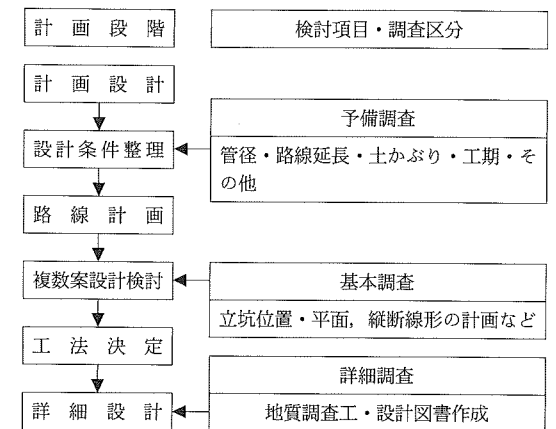 計画段階
検討項目・調査区分
計画設計
予備調査
設計条件整理
管径・路線延長・土かぶり・工期・そ
の他
路線計画
基本調査
複数案設計検討
立坑位置・平面，縦断線形の計画など
工法決定
詳細調査
詳細設計
地質調査工・設計図書作成